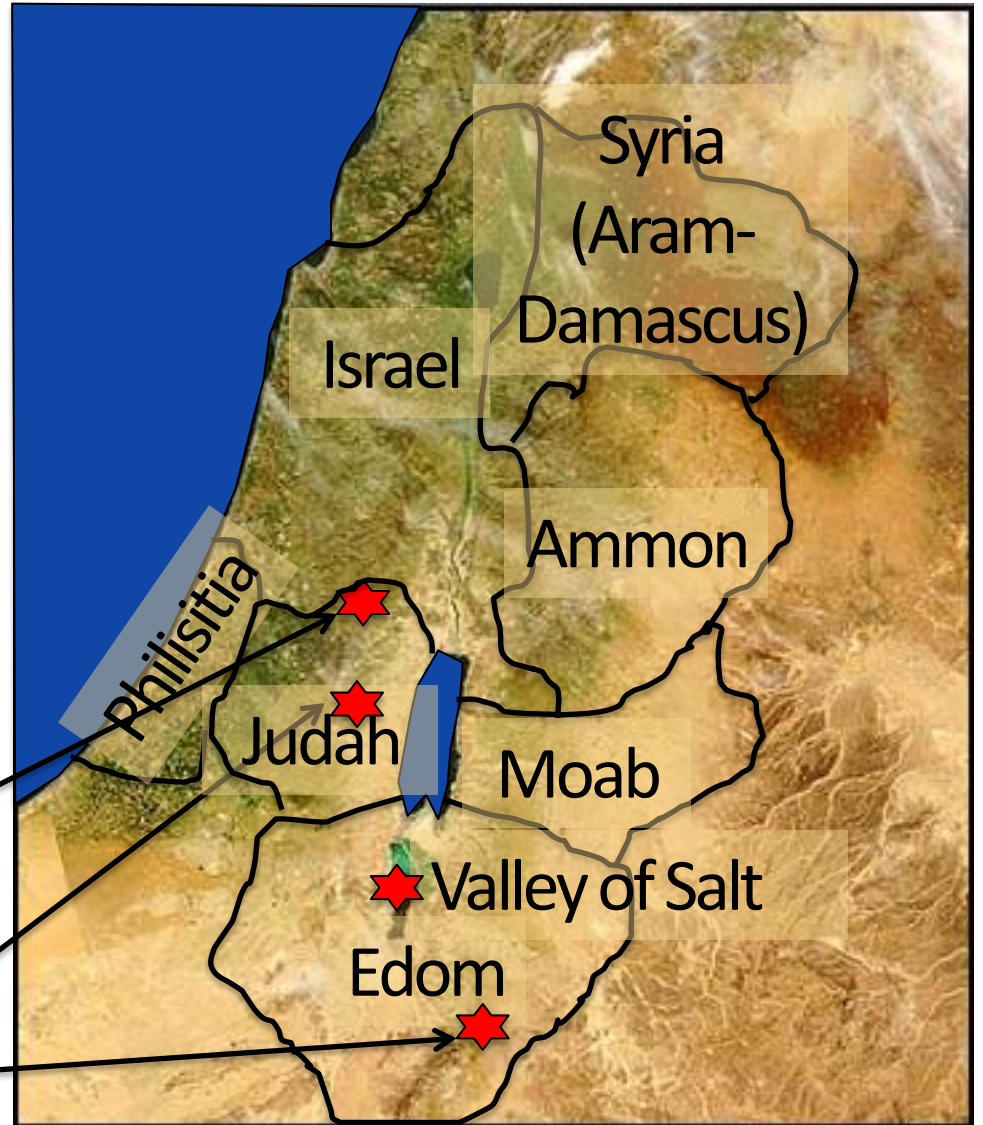 Syria
(Aram-
Damascus)
Israel
Ammon
Philisitia
Judah
Moab
Valley of Salt
Edom